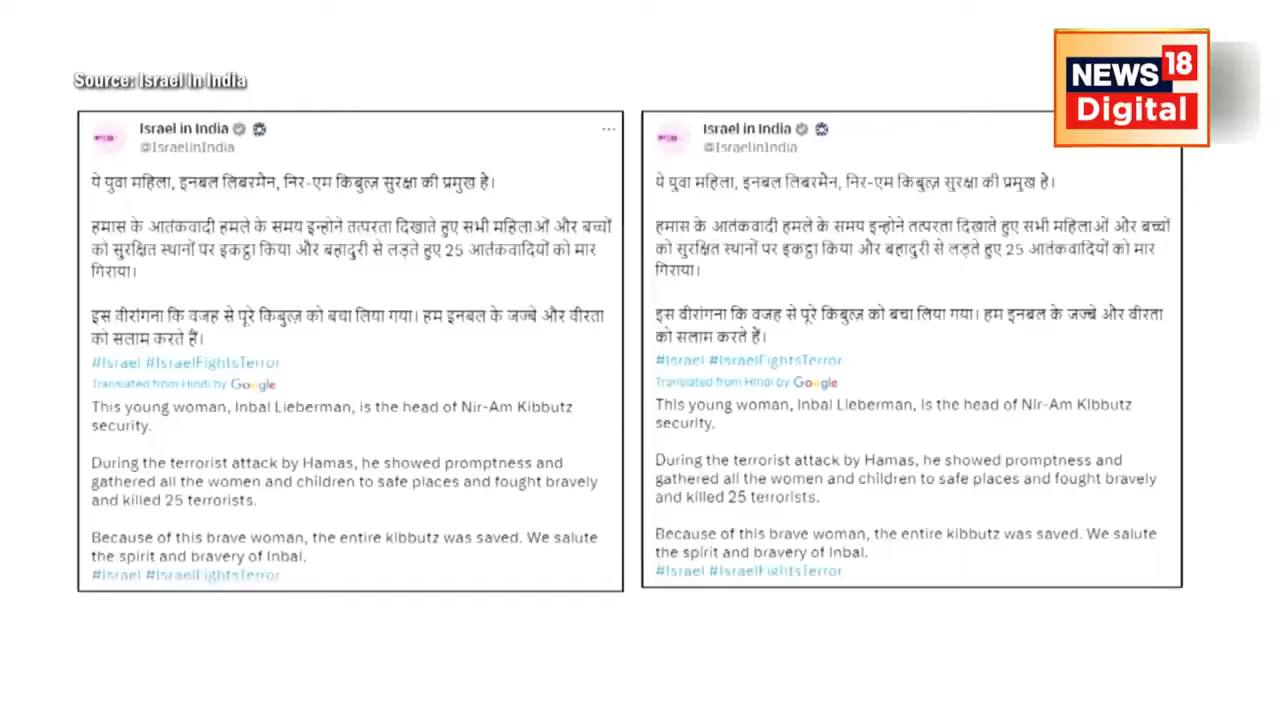 Source: Israel In India
NEWS 18
Digital
Israel in India
@IsraelinIndia
ये युवा महिला, इनबल लिबरमैन, निर-एम किबुत्ज़ सुरक्षा की प्रमुख है।
हमास के आतंकवादी हमले के समय इन्होने तत्परता दिखाते हुए सभी महिलाओं और बच्चों
को सुरक्षित स्थानों पर इकट्ठा किया और बहादुरी से लड़ते हुए 25 आतंकवादियों को मार
गिराया।
इस वीरांगना कि वजह से पूरे किबुत्ज़ को बचा लिया गया। हम इनबल के जज्बे और वीरता
को सलाम करते हैं।
#Israel #IsraelFightsTerror
Translated from Hindi by Google
This young woman, Inbal Lieberman, is the head of Nir-Am Kibbutz
security.
During the terrorist attack by Hamas, he showed promptness and
gathered all the women and children to safe places and fought bravely
and killed 25 terrorists.
Because of this brave woman, the entire kibbutz was saved. We salute
the spirit and bravery of Inbal.
#Israel #IsraelFightsTerror
Israel in India
@IsraelinIndia
ये युवा महिला, इनबल लिबरमैन, निर-एम किबुत्ज़ सुरक्षा की प्रमुख है।
हमास के आतंकवादी हमले के समय इन्होने तत्परता दिखाते हुए सभी महिलाओं और बच्चों
को सुरक्षित स्थानों पर इकट्ठा किया और बहादुरी से लड़ते हुए 25 आतंकवादियों को मार
गिराया।
इस वीरांगना कि वजह से पूरे किबुत्ज़ को बचा लिया गया। हम इनबल के जज्बे और वीरता
को सलाम करते हैं।
#Israel #IsraelFightsTerror
Translated from Hindi by Google
This young woman, Inbal Lieberman, is the head of Nir-Am Kibbutz
security.
During the terrorist attack by Hamas, he showed promptness and
gathered all the women and children to safe places and fought bravely
and killed 25 terrorists.
Because of this brave woman, the entire kibbutz was saved. We salute
the spirit and bravery of Inbal.
#Israel #IsraelFightsTerror